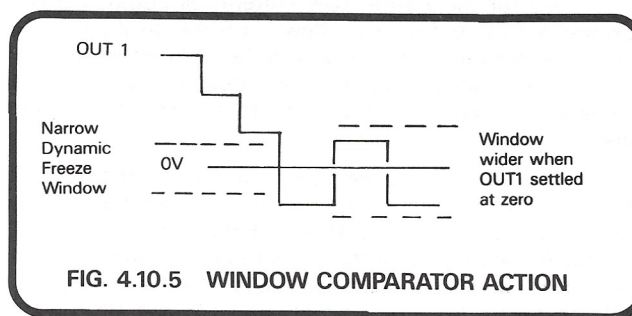 OUT 1
Narrow
Dynamic
Freeze
Window
0V
Window
wider when
OUT1 settled
at zero
FIG. 4.10.5 WINDOW COMPARATOR ACTION